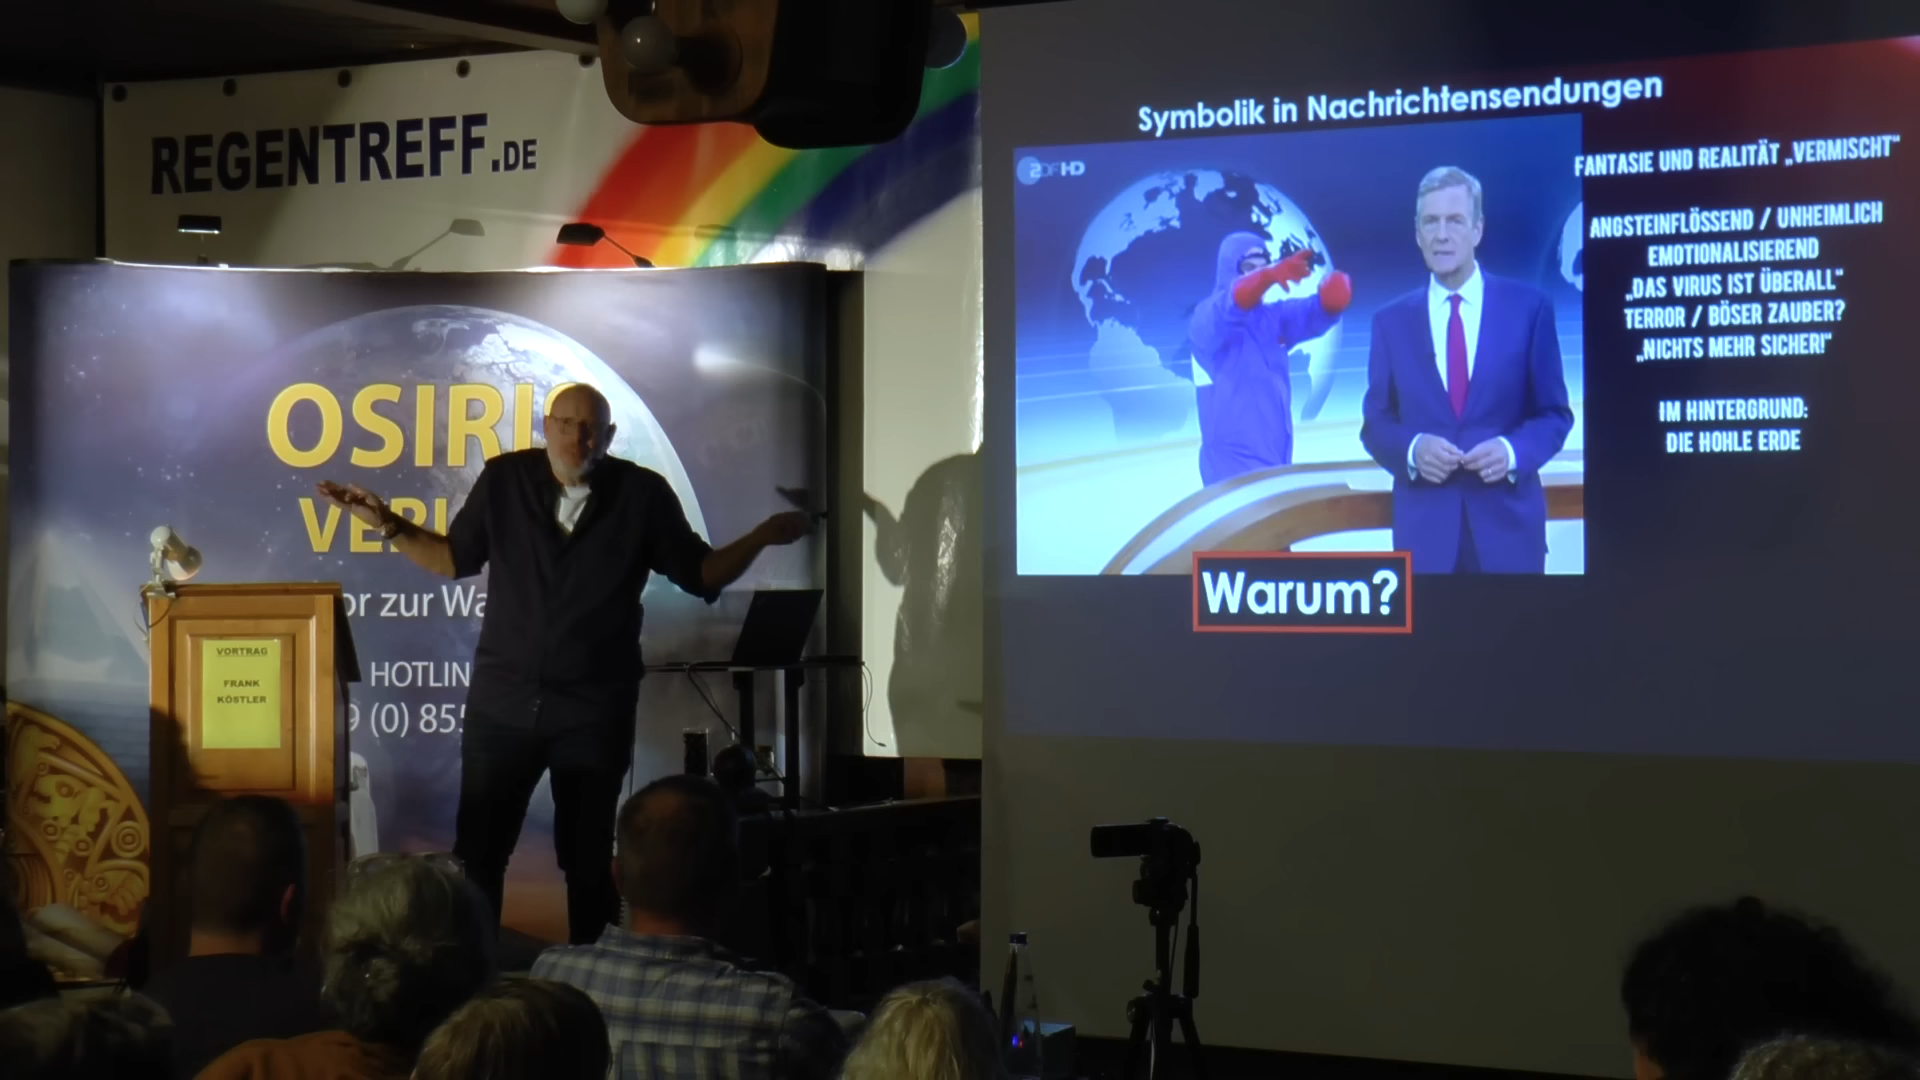 REGENTREFF.DE
OSIRI
VERL
or zur Wa
HOTLIN
9 (0) 855
VORTRAG
FRANK
KÖSTLER
Symbolik in Nachrichtensendungen
ZDFHD
FANTASIE UND REALITÄT „VERMISCHT"
ANGSTEINFLÖSSEND / UNHEIMLICH
EMOTIONALISIEREND
„DAS VIRUS IST ÜBERALL"
TERROR / BÖSER ZAUBER?
„NICHTS MEHR SICHER!"
IM HINTERGRUND:
DIE HOHLE ERDE
Warum?